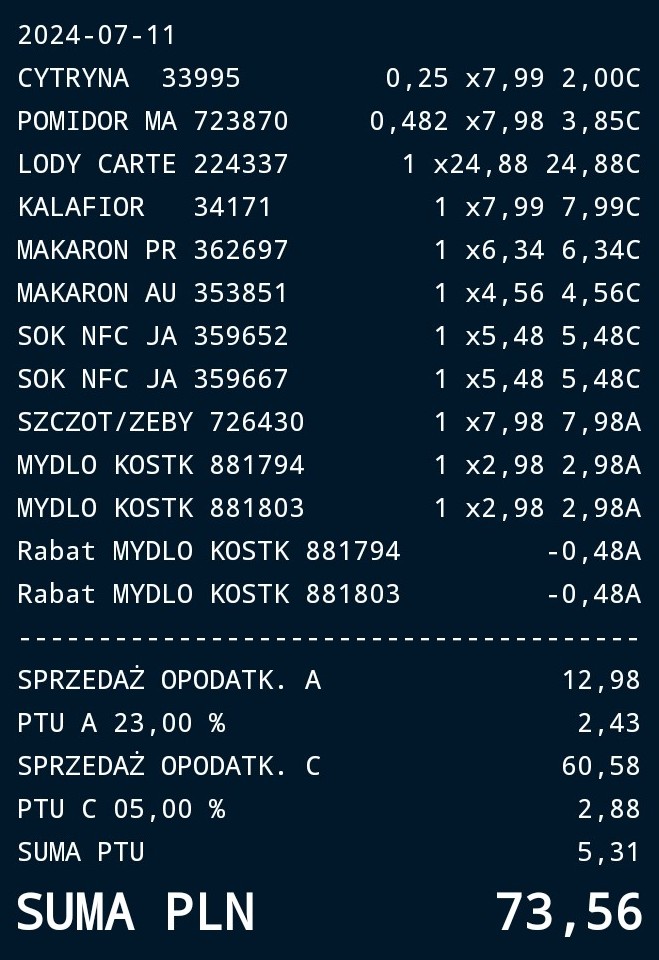 2024-07-11
CYTRYNA  33995 0,25 x7,99 2,00C
POMIDOR MA 723870 0,482 x7,98 3,85C
LODY CARTE 224337 1 x24,88 24,88C
KALAFIOR   34171 1 x7,99 7,99C
MAKARON PR 362697 1 x6,34 6,34C
MAKARON AU 353851 1 x4,56 4,56C
SOK NFC JA 359652 1 x5,48 5,48C
SOK NFC JA 359667 1 x5,48 5,48C
SZCZOT/ZEBY 726430 1 x7,98 7,98A
MYDLO KOSTK 881794 1 x2,98 2,98A
MYDLO KOSTK 881803 1 x2,98 2,98A
Rabat MYDLO KOSTK 881794 -0,48A
Rabat MYDLO KOSTK 881803 -0,48A
---------------------------------------
SPRZEDAŻ OPODATK. A 12,98
PTU A 23,00 % 2,43
SPRZEDAŻ OPODATK. C 60,58
PTU C 05,00 % 2,88
SUMA PTU 5,31
SUMA PLN 73,56